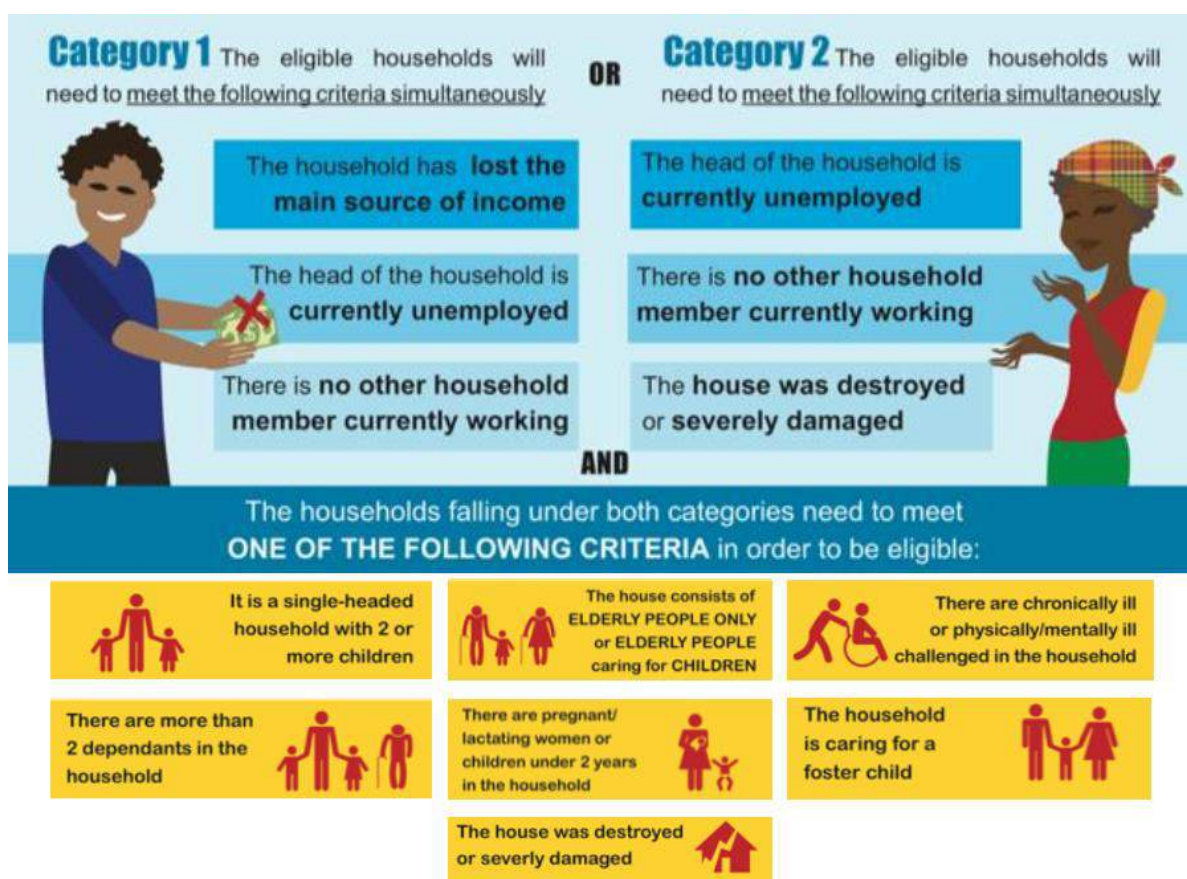 Category 1 The eligible households will
need to meet the following criteria simultaneously
OR
Category 2 The eligible households will
need to meet the following criteria simultaneously
The household has lost the
main source of income
The head of the household is
currently unemployed
There is no other household
member currently working
The head of the household is
currently unemployed
There is no other household
member currently working
The house was destroyed
or severely damaged
AND
The households falling under both categories need to meet
ONE OF THE FOLLOWING CRITERIA in order to be eligible:
It is a single-headed
household with 2 or
more children
The house consists of
ELDERLY PEOPLE ONLY
or ELDERLY PEOPLE
caring for CHILDREN
There are chronically ill
or physically/mentally ill
challenged in the household
There are more than
2 dependants in the
household
There are pregnant/
lactating women or
children under 2 years
in the household
The household
is caring for a
foster child
The house was destroyed
or severly damaged